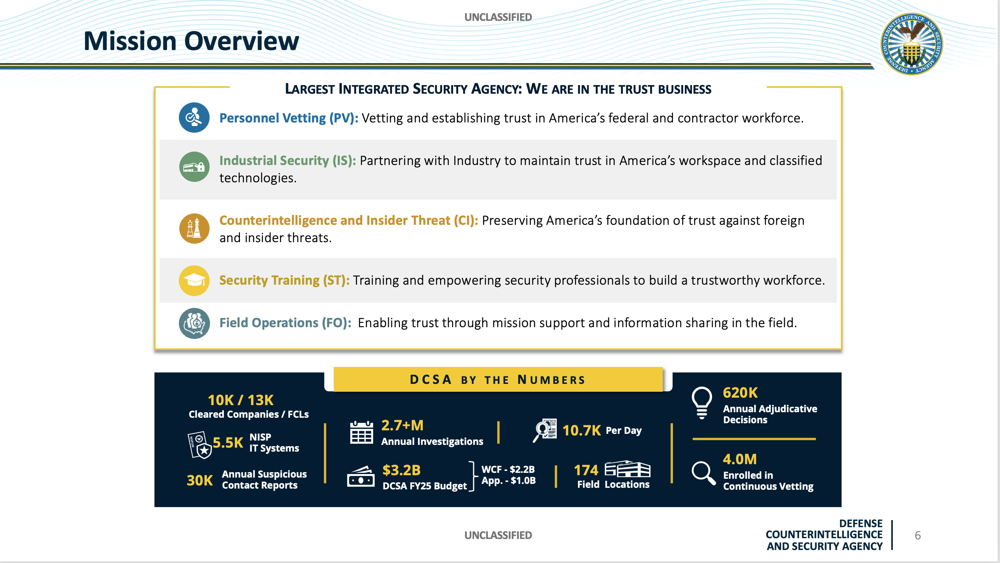 UNCLASSIFIED
Mission Overview
DEFENSE COUNTERINTELLIGENCE AND SECURITY AGENCY
LARGEST INTEGRATED SECURITY AGENCY: WE ARE IN THE TRUST BUSINESS
Personnel Vetting (PV): Vetting and establishing trust in America’s federal and contractor workforce.
Industrial Security (IS): Partnering with Industry to maintain trust in America’s workspace and classified
technologies.
Counterintelligence and Insider Threat (CI): Preserving America’s foundation of trust against foreign
and insider threats.
Security Training (ST): Training and empowering security professionals to build a trustworthy workforce.
Field Operations (FO): Enabling trust through mission support and information sharing in the field.
DCSA BY THE NUMBERS
10K / 13K
Cleared Companies / FCLs
NISPOM
5.5K
NISP
IT Systems
30K
Annual Suspicious
Contact Reports
2.7+M
Annual Investigations
10.7K Per Day
$3.2B
DCSA FY25 Budget
WCF - $2.2B
App. - $1.0B
174
Field Locations
620K
Annual Adjudicative
Decisions
4.0M
Enrolled in
Continuous Vetting
UNCLASSIFIED
DEFENSE
COUNTERINTELLIGENCE
AND SECURITY AGENCY
6